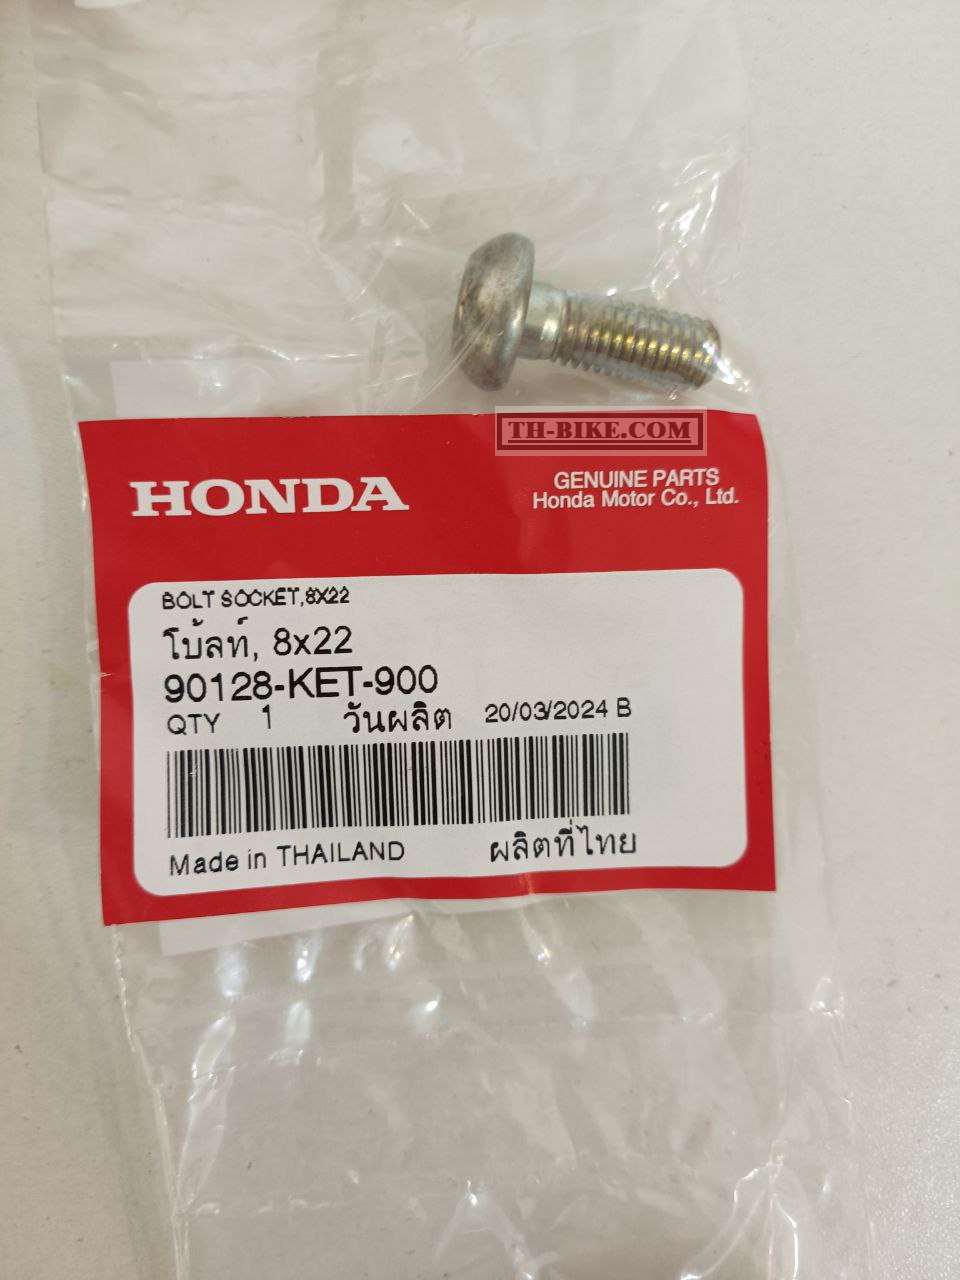 TH-BIKE.COM
HONDA
GENUINE PARTS
Honda Motor Co., Ltd.
BOLT SOCKET,8X22
โบ้ลท์, 8x22
90128-KET-900
QTY 1 วันผลิต 20/03/2024 B
Made in THAILAND ผลิตที่ไทย